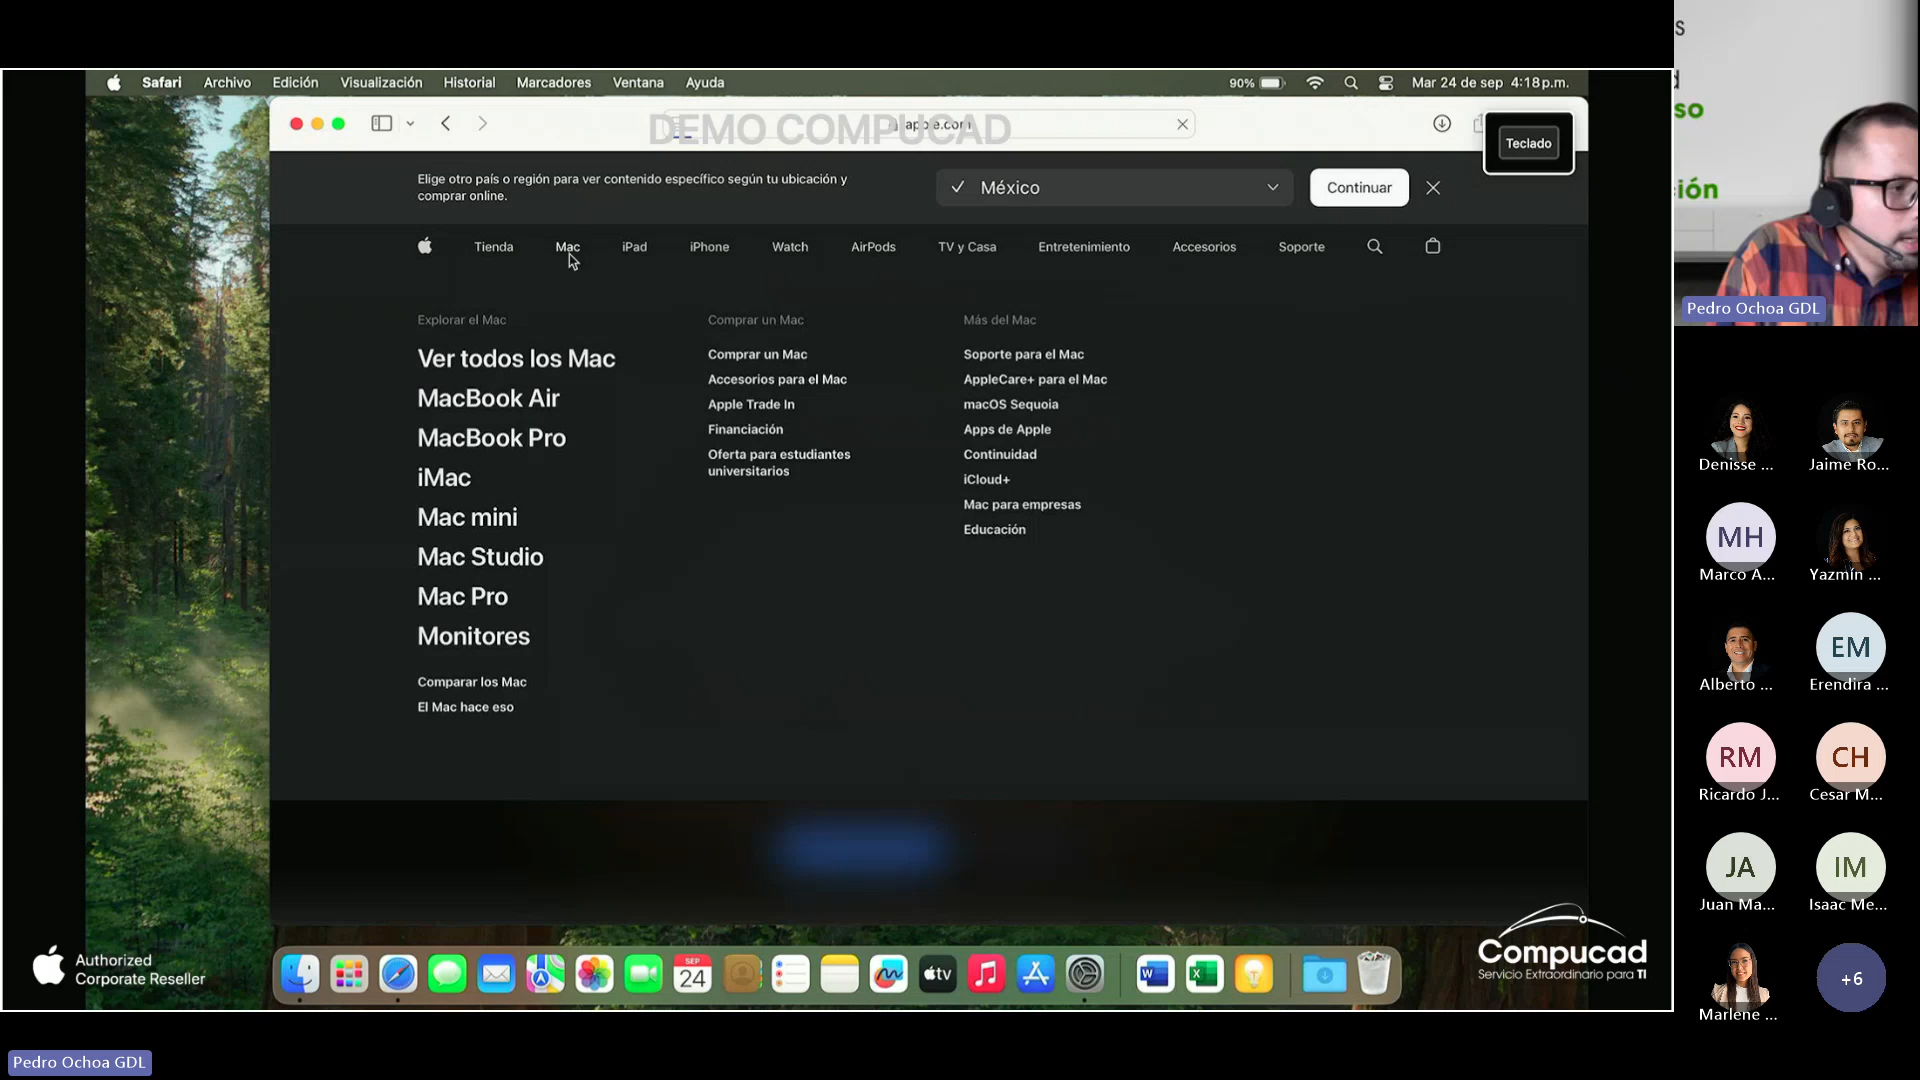 Safari Archivo Edición Visualización Historial Marcadores Ventana Ayuda
90% Mar 24 de sep 4:18 p.m.
DEMO COMPUCAD
apple.com
Teclado
Elige otro país o región para ver contenido específico según tu ubicación y
comprar online.
México
Continuar
Tienda Mac iPad iPhone Watch AirPods TV y Casa Entretenimiento Accesorios Soporte
Explorar el Mac
Ver todos los Mac
MacBook Air
MacBook Pro
iMac
Mac mini
Mac Studio
Mac Pro
Monitores
Comparar los Mac
El Mac hace eso
Comprar un Mac
Comprar un Mac
Accesorios para el Mac
Apple Trade In
Financiación
Oferta para estudiantes
universitarios
Más del Mac
Soporte para el Mac
AppleCare+ para el Mac
macOS Sequoia
Apps de Apple
Continuidad
iCloud+
Mac para empresas
Educación
Authorized
Corporate Reseller
SEP
24
tv
W
X
Compucad
Servicio Extraordinario para TI
s
so
ión
Pedro Ochoa GDL
Denisse ... Jaime Ro...
MH
Marco A... Yazmín ...
EM
Alberto ... Erendira ...
RM CH
Ricardo J... Cesar M...
JA IM
Juan Ma... Isaac Me...
+6
Marlene ...
Pedro Ochoa GDL